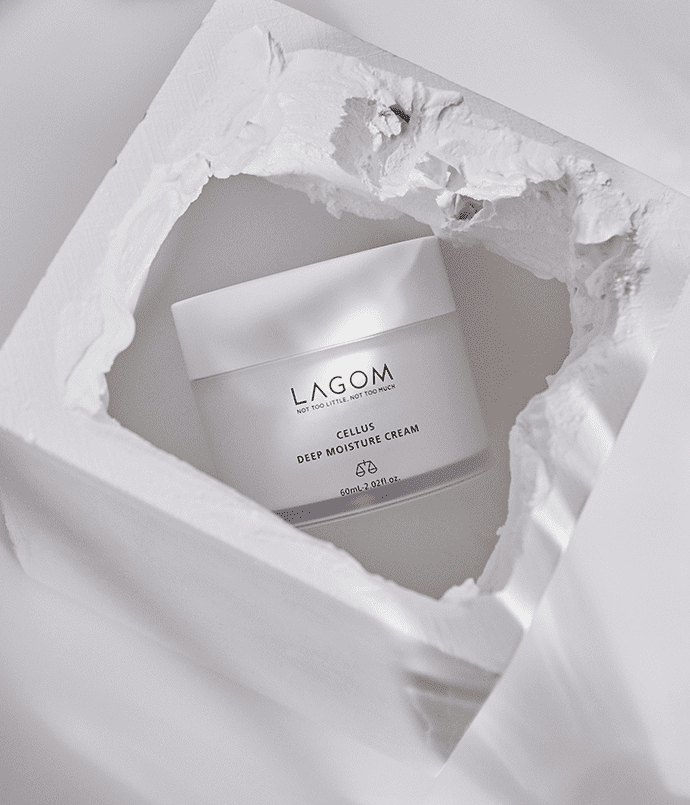 LAGOM
NOT TOO LITTLE, NOT TOO MUCH
CELLUS
DEEP MOISTURE CREAM
60mL-2.02fl oz.